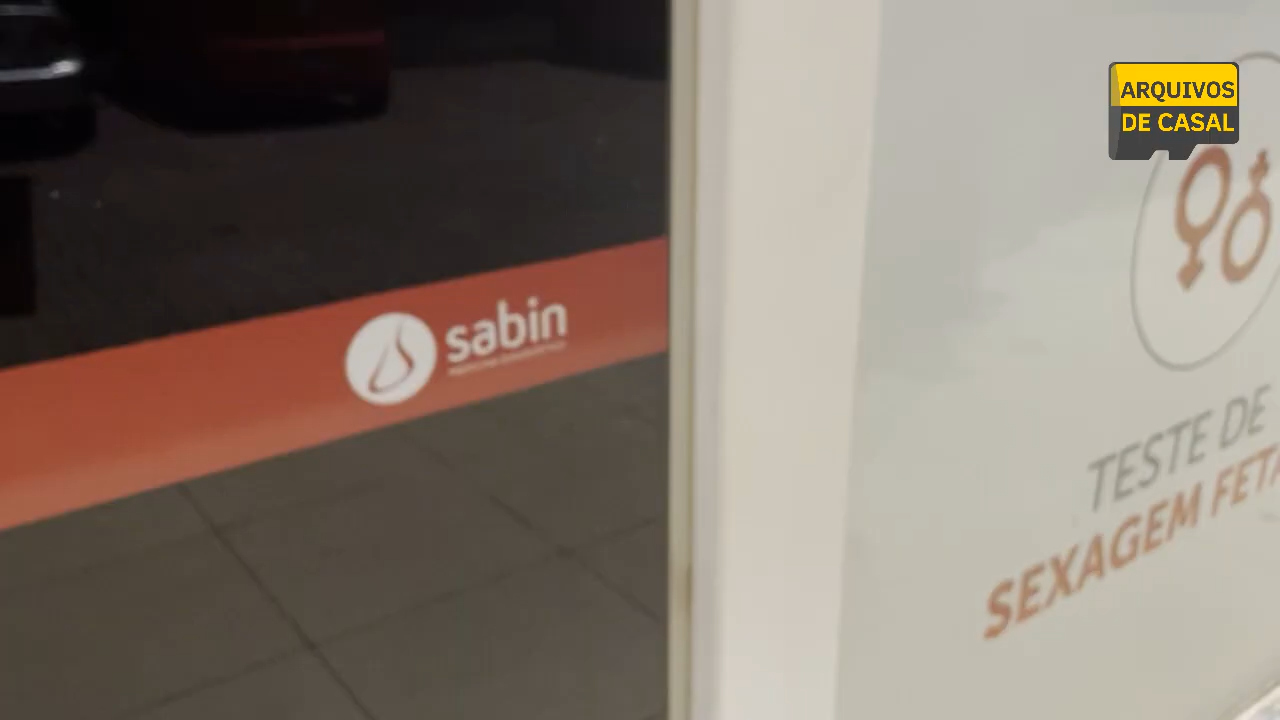 ARQUIVOS
DE CASAL
sabin
TESTE DE
SEXAGEM FETA